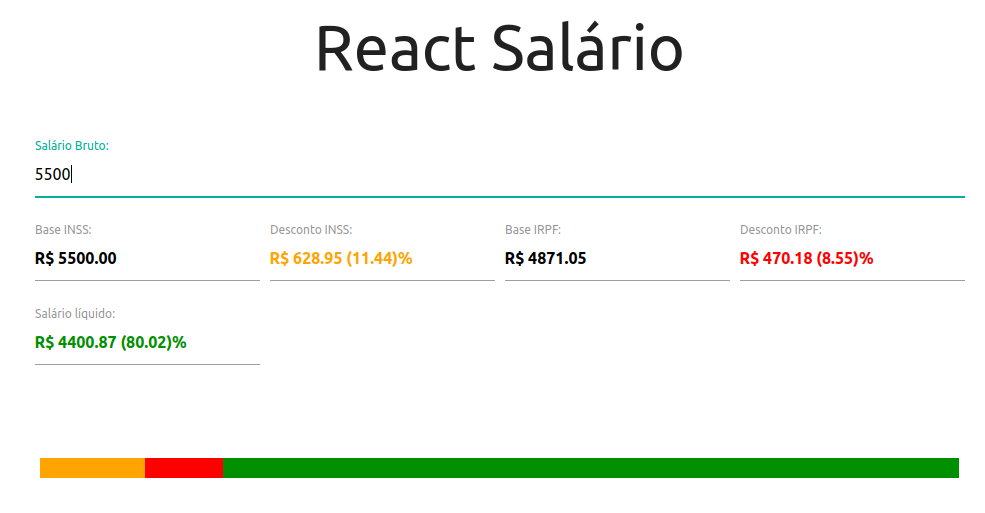 React Salário
Salário Bruto:
5500
Base INSS:
Desconto INSS:
Base IRPF:
Desconto IRPF:
R$ 5500.00
R$ 628.95 (11.44)%
R$ 4871.05
R$ 470.18 (8.55)%
Salário líquido:
R$ 4400.87 (80.02)%